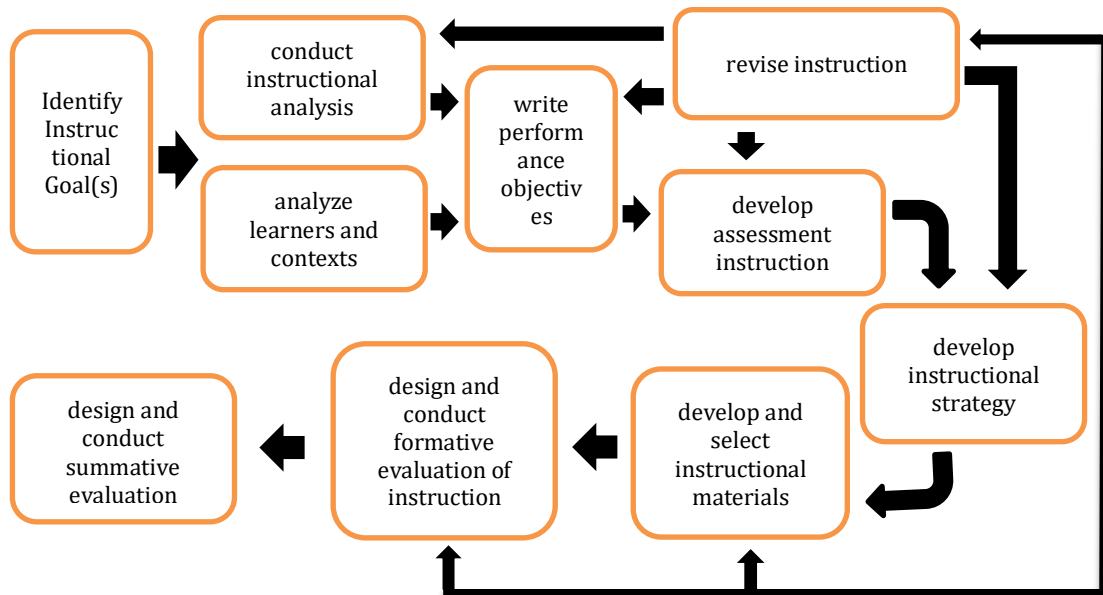 Identify
Instruc
tional
Goal(s)
conduct
instructional
analysis
analyze
learners and
contexts
write
perform
ance
objectiv
es
revise instruction
develop
assessment
instruction
develop
instructional
strategy
develop and
select
instructional
materials
design and
conduct
formative
evaluation of
instruction
design and
conduct
summative
evaluation